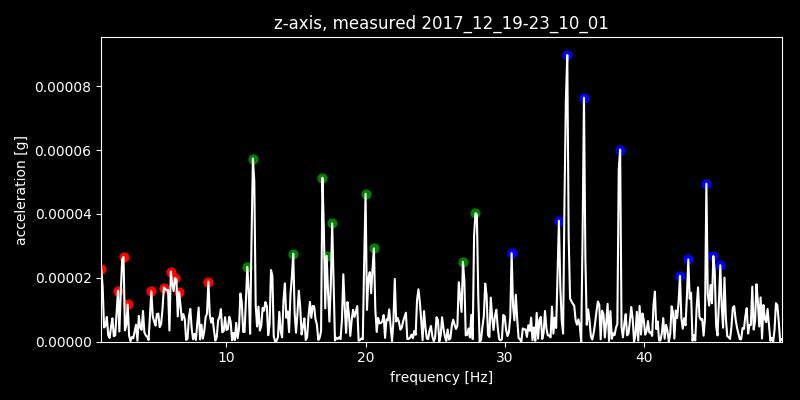 z-axis, measured 2017_12_19-23_10_01
0.00008
0.00006
0.00004
0.00002
0.00000
acceleration [g]
10 20 30 40
frequency [Hz]